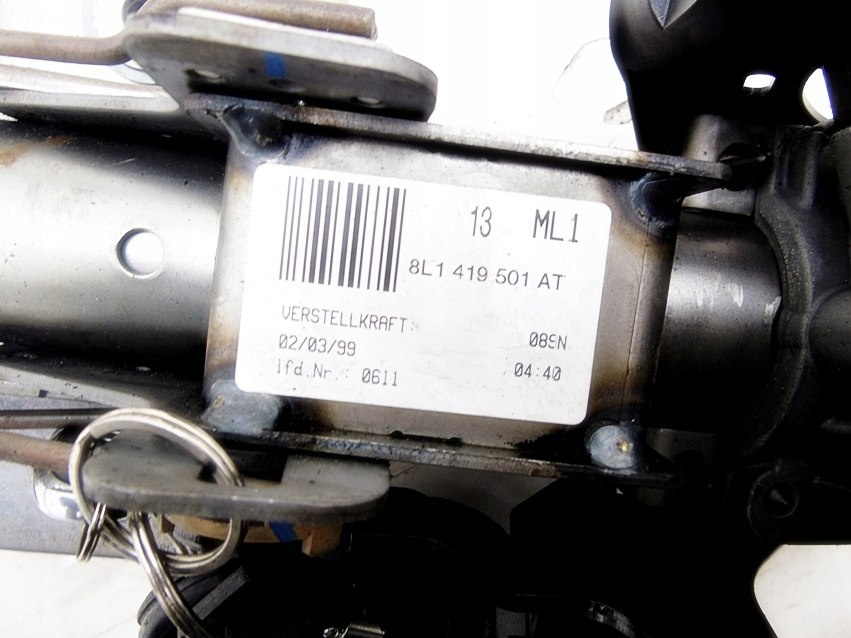 13 ML1
8L1 419 501 AT
VERSTELLKRAFT: 089N
02/03/99 04:40
lfd.Nr.: 0611